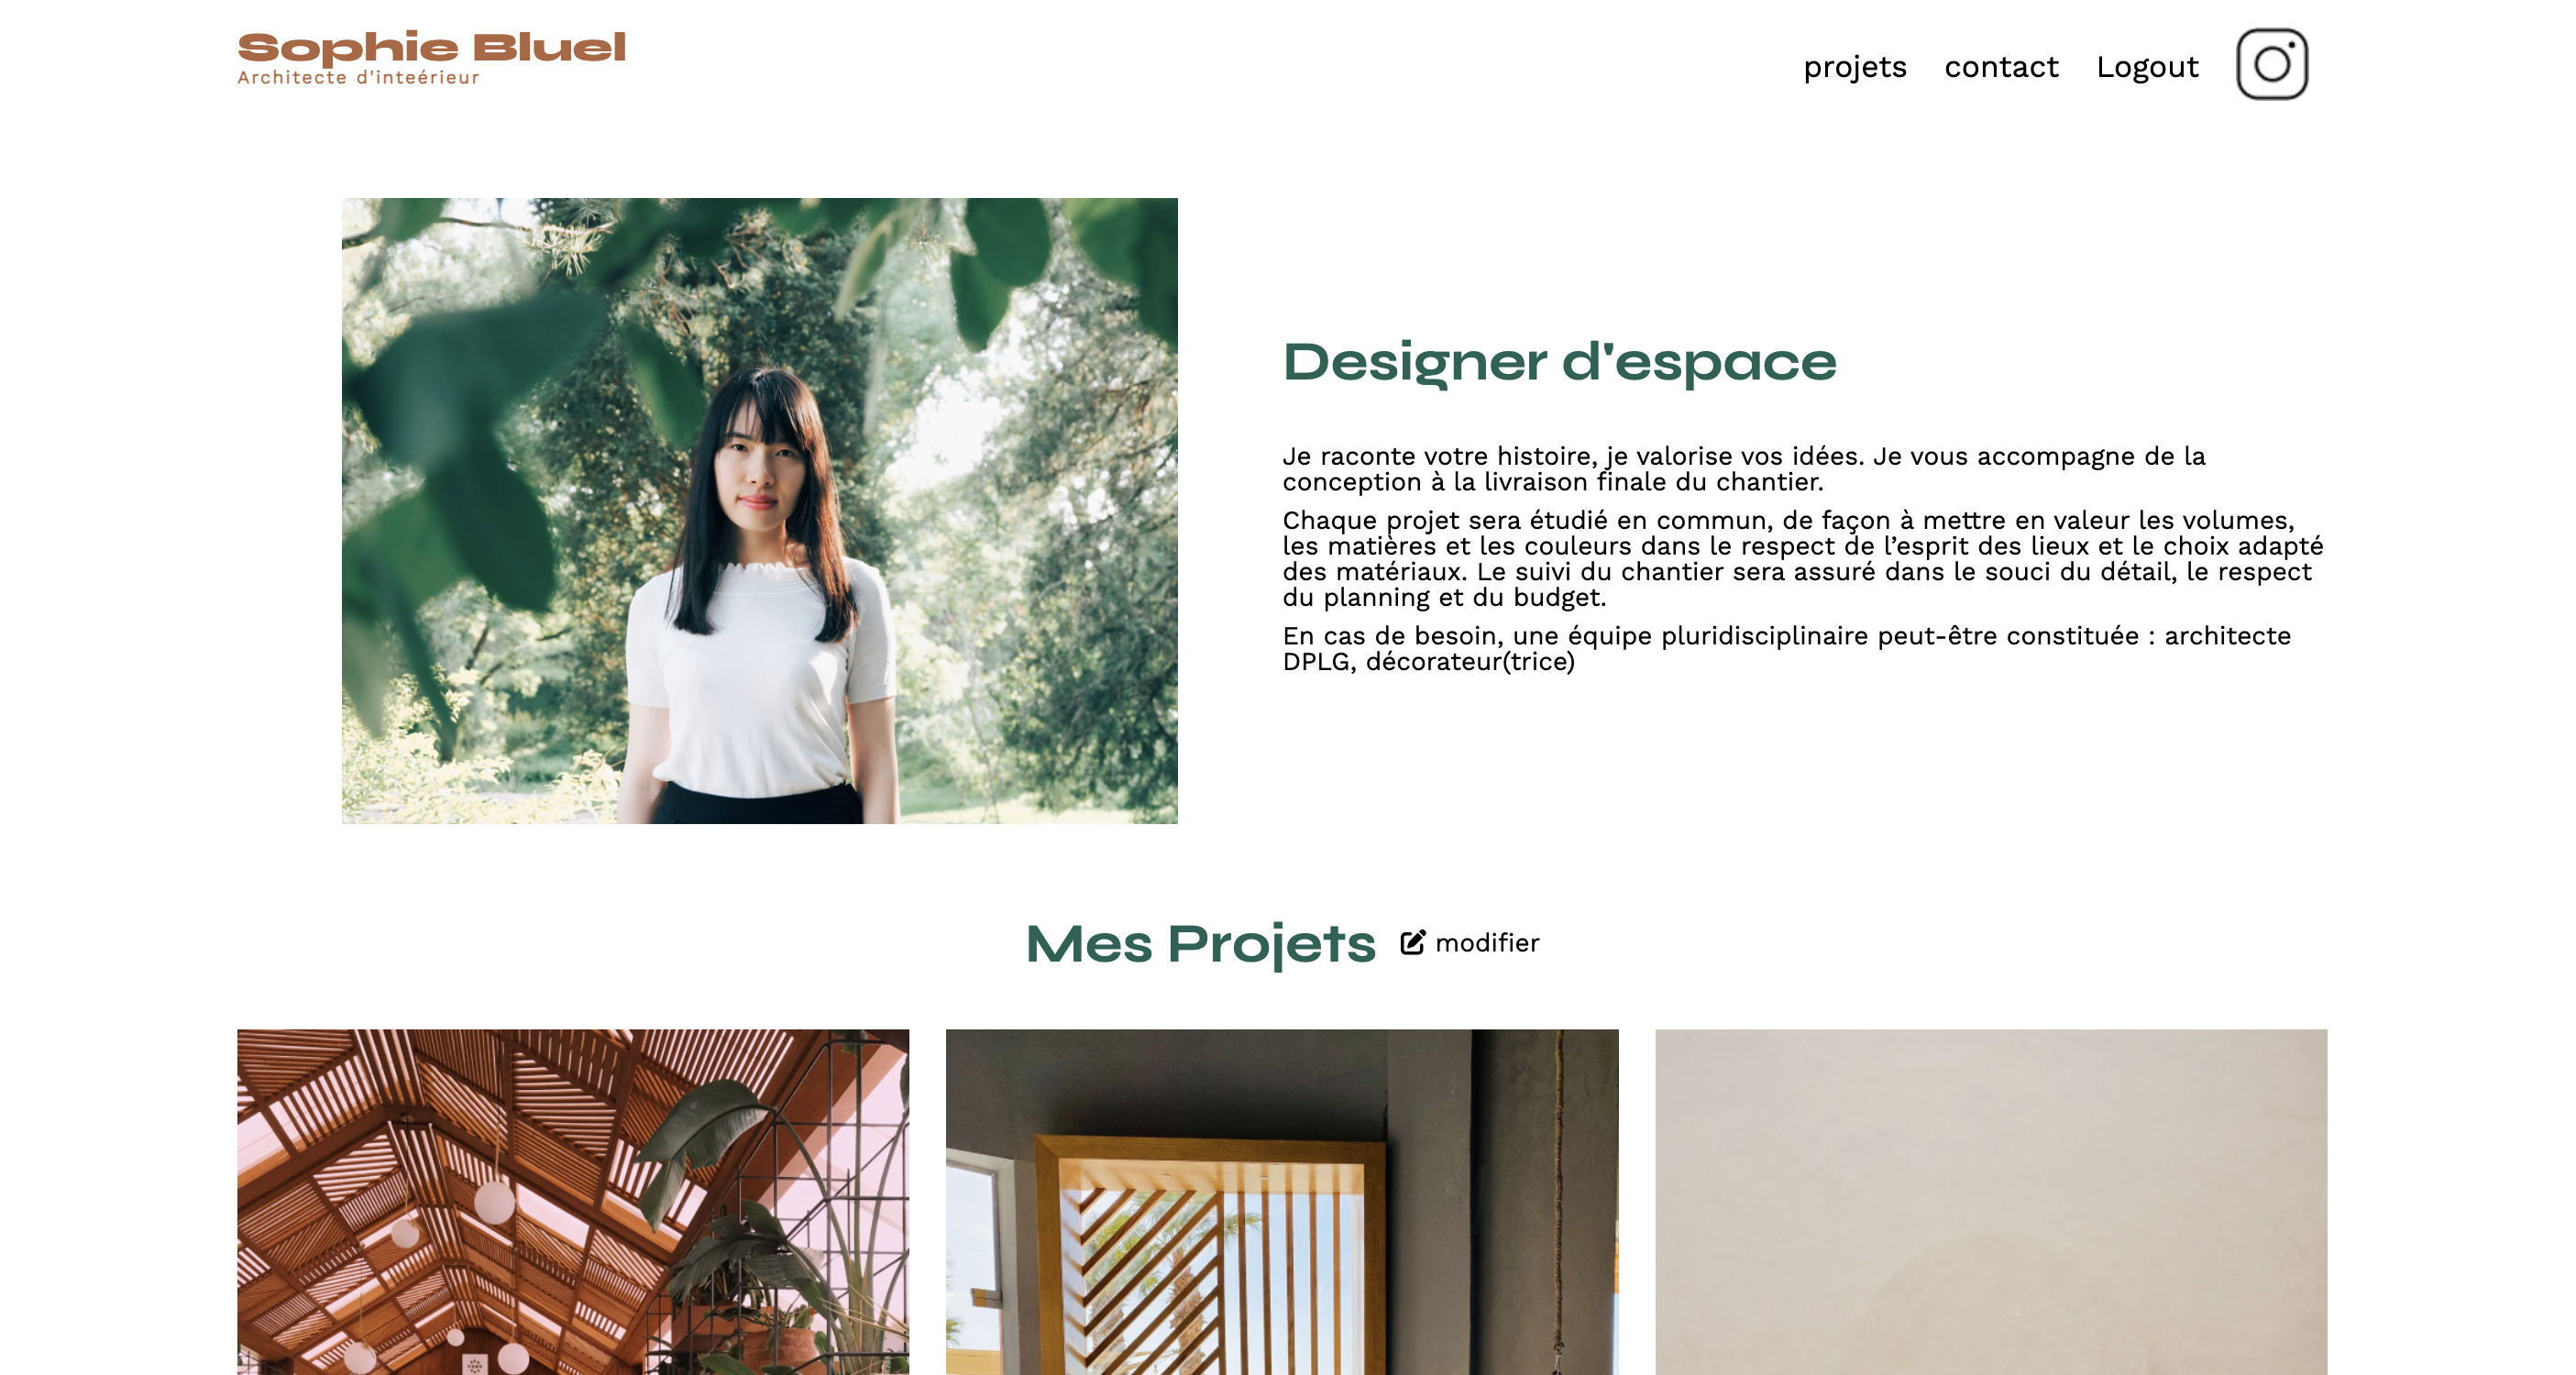 Sophie Bluel
Architecte d'inteérieur
projets
contact
Logout
Designer d'espace
Je raconte votre histoire, je valorise vos idées. Je vous accompagne de la
conception à la livraison finale du chantier.
Chaque projet sera étudié en commun, de façon à mettre en valeur les volumes,
les matières et les couleurs dans le respect de l’esprit des lieux et le choix adapté
des matériaux. Le suivi du chantier sera assuré dans le souci du détail, le respect
du planning et du budget.
En cas de besoin, une équipe pluridisciplinaire peut-être constituée : architecte
DPLG, décorateur(trice)
Mes Projets
modifier